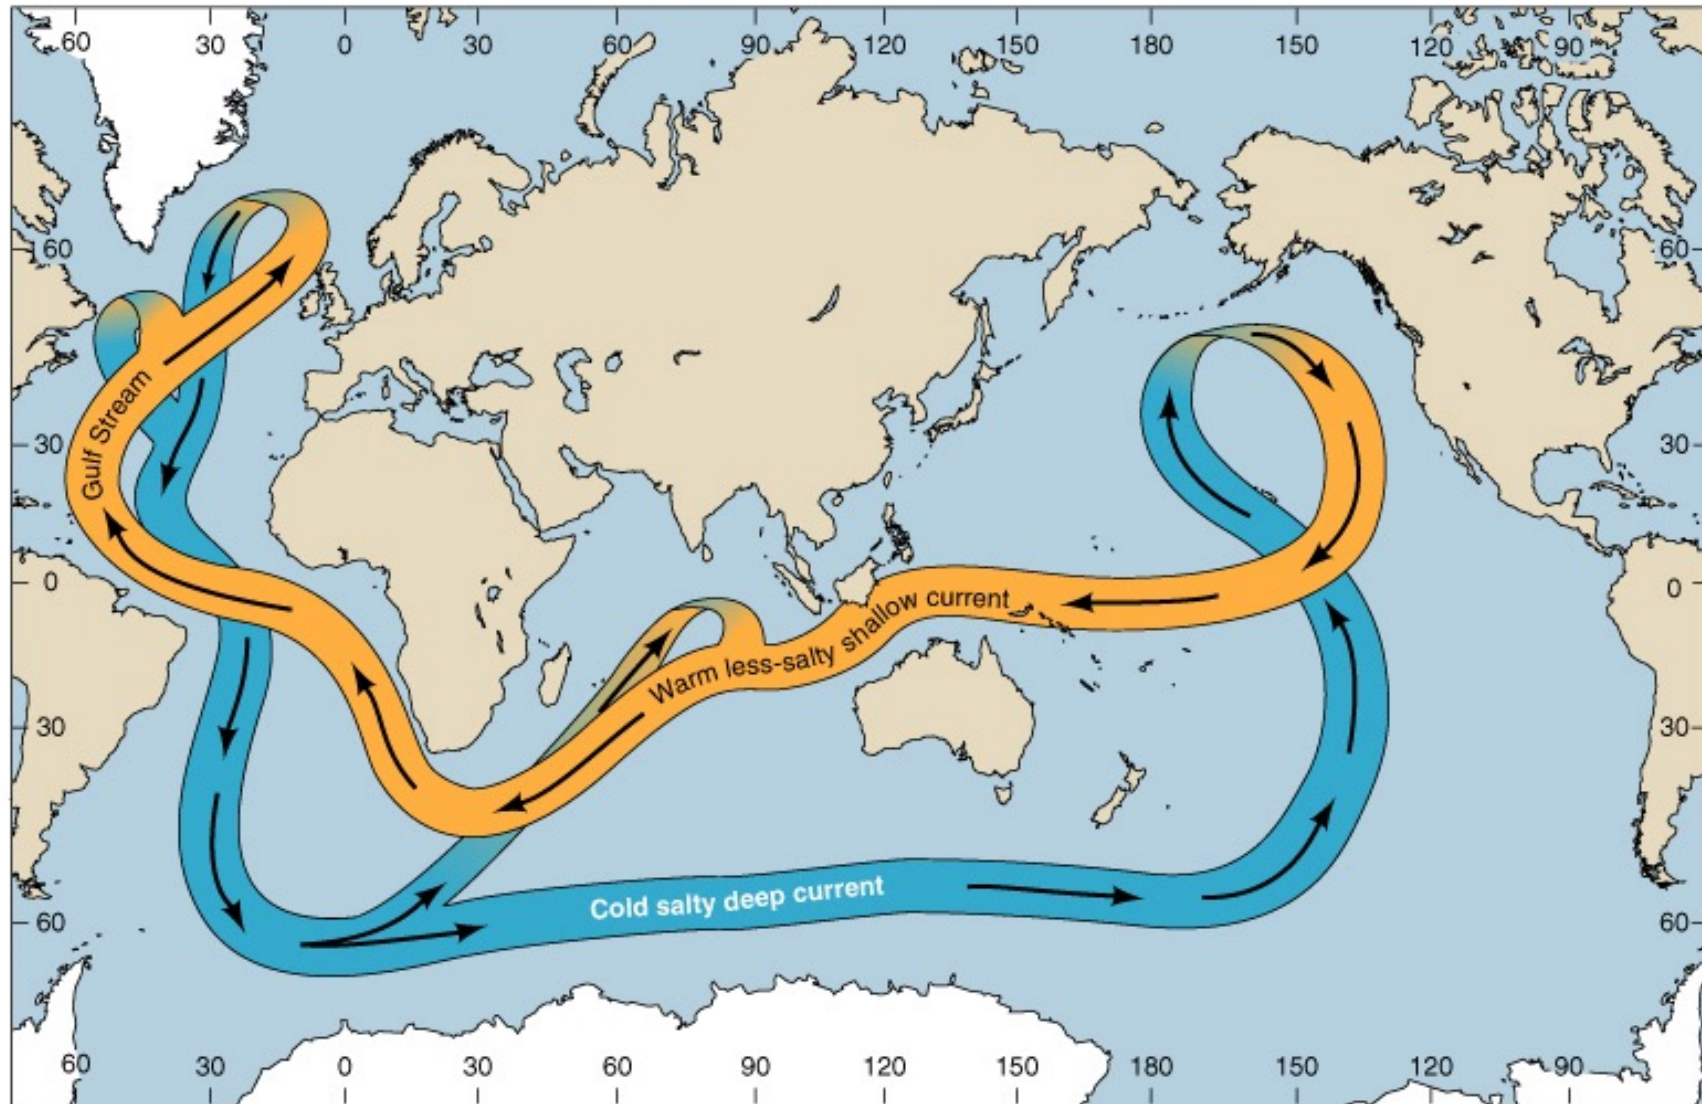 60 30 0 30 60 90 120 150 180 150 120 90
60 60
Gulf Stream
30 30
0 0
Warm less-salty shallow current
30 30
Cold salty deep current
60 60
60 30 0 30 60 90 120 150 180 150 120 90